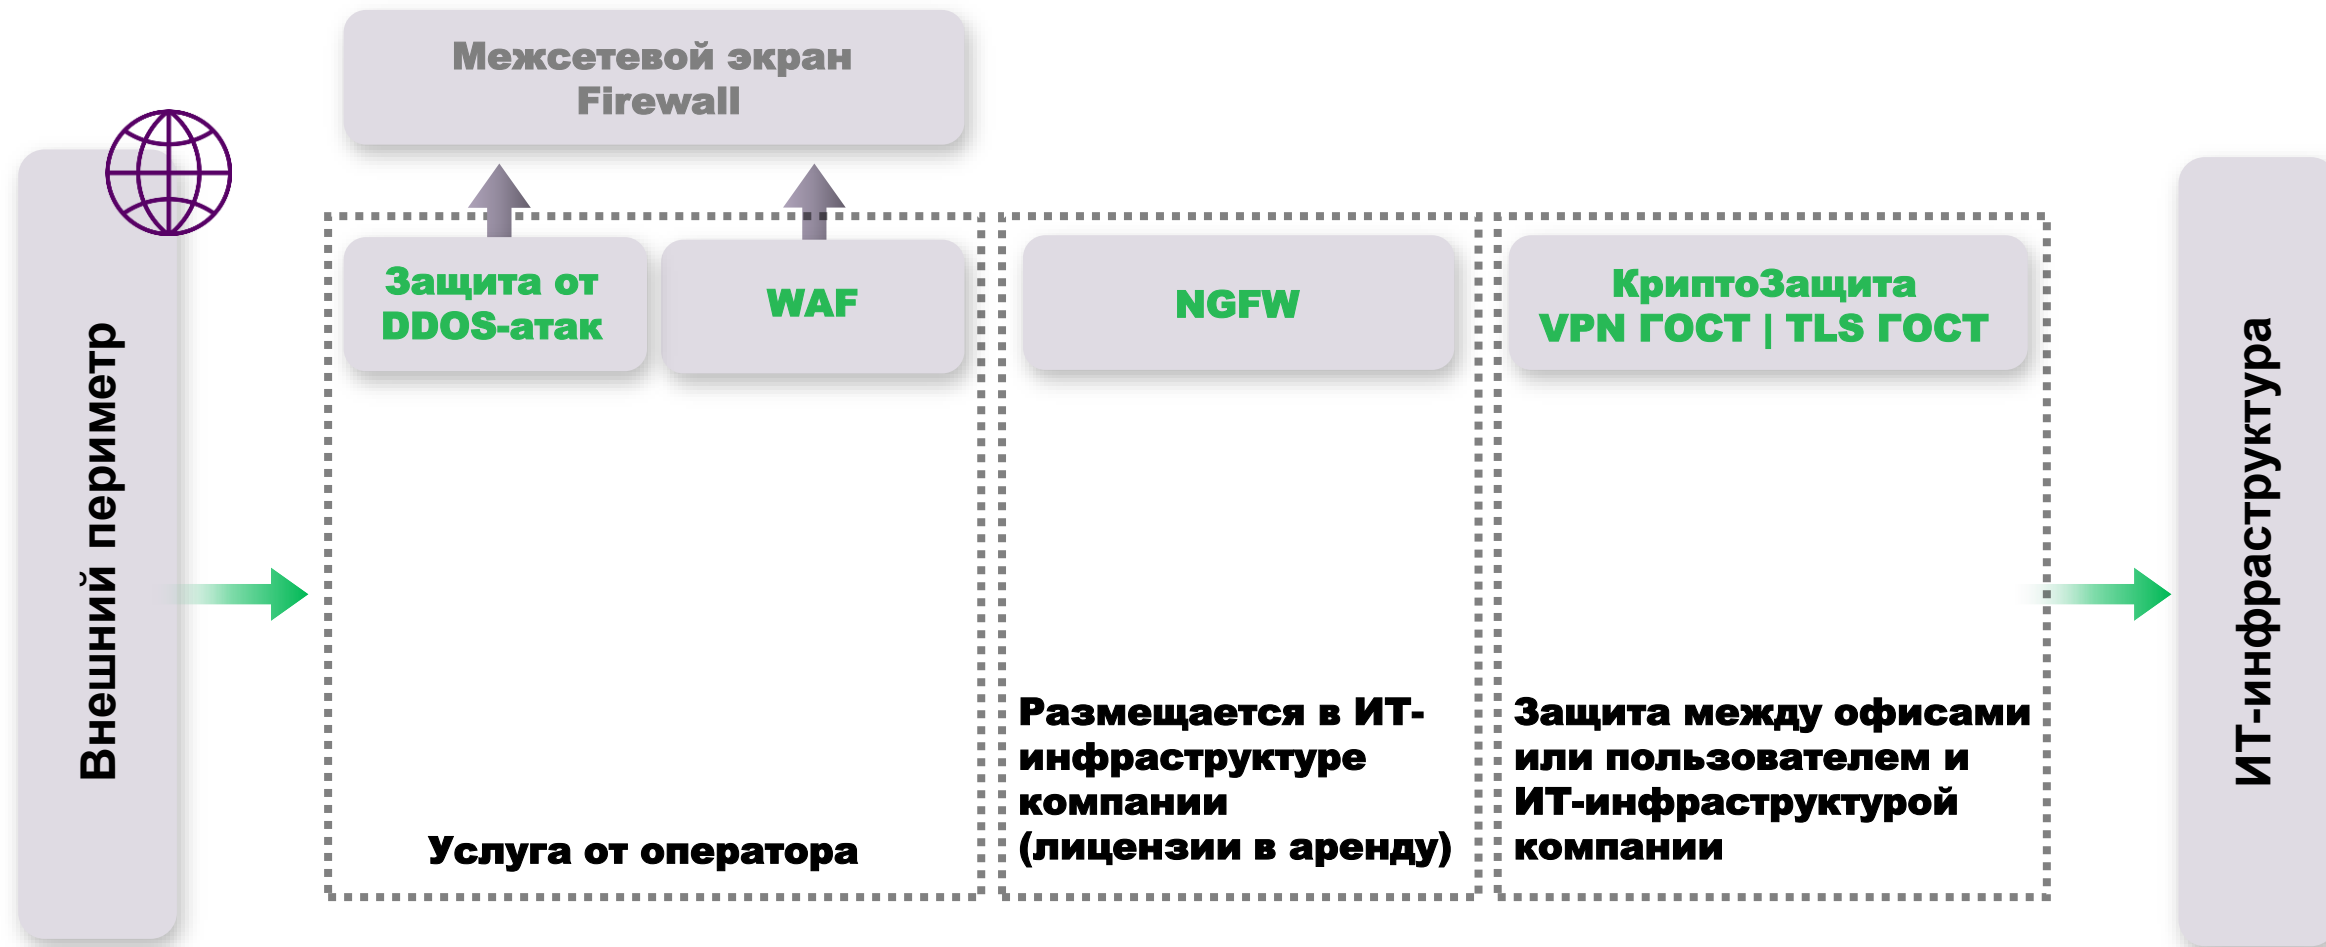 Межсетевой экран
Firewall
Внешний периметр
Защита от
DDOS-атак
WAF
NGFW
КриптоЗащита
VPN ГОСТ | TLS ГОСТ
Услуга от оператора
Размещается в ИТ-
инфраструктуре
компании
(лицензии в аренду)
Защита между офисами
или пользователем и
ИТ-инфраструктурой
компании
ИТ-инфраструктура